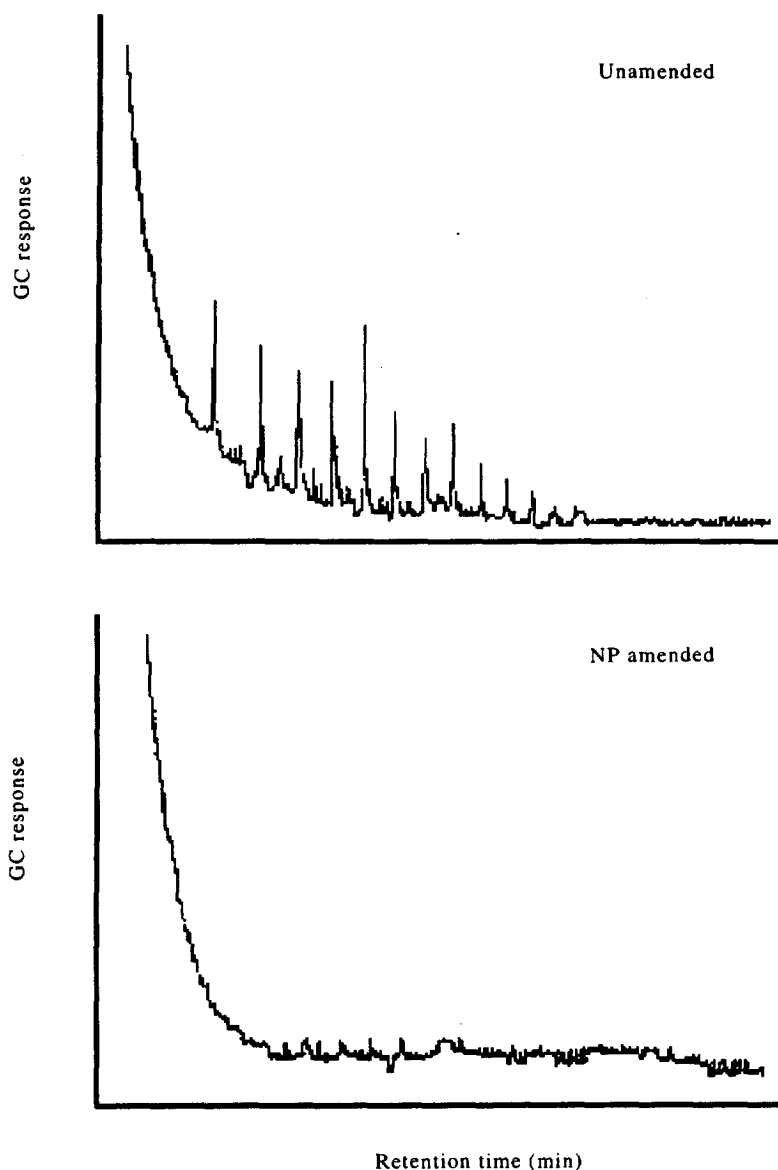 Unamended
GC response
NP amended
GC response
Retention time (min)